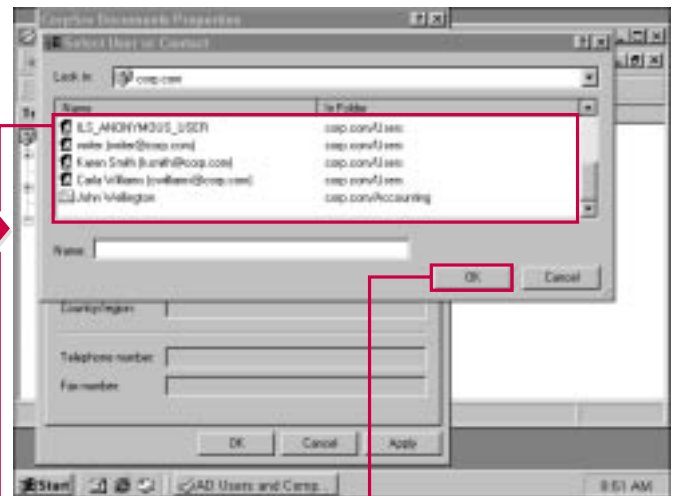 CorpSrv Documents Properties
Select User or Contact
Look in: corp.com
Name In Folder
ILS_ANONYMOUS_USER corp.com/Users
writer (writer@corp.com) corp.com/Users
Karen Smith (ksmith@corp.com) corp.com/Users
Carla Williams (cwilliams@corp.com) corp.com/Users
John Wellington corp.com/Accounting
Name:
OK Cancel
Country/region:
Telephone number:
Fax number:
OK Cancel Apply
Start AD Users and Comp... 8:51 AM